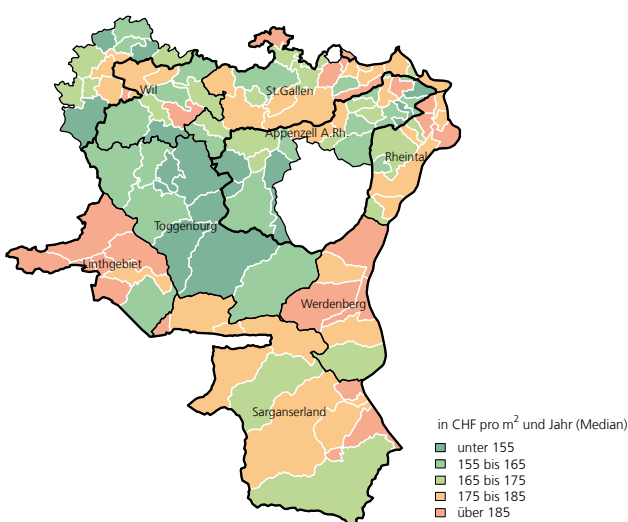 Wil
St.Gallen
Appenzell A.Rh.
Rheintal
Toggenburg
Linthgebiet
Werdenberg
Sarganserland
in CHF pro m² und Jahr (Median)
unter 155
155 bis 165
165 bis 175
175 bis 185
über 185